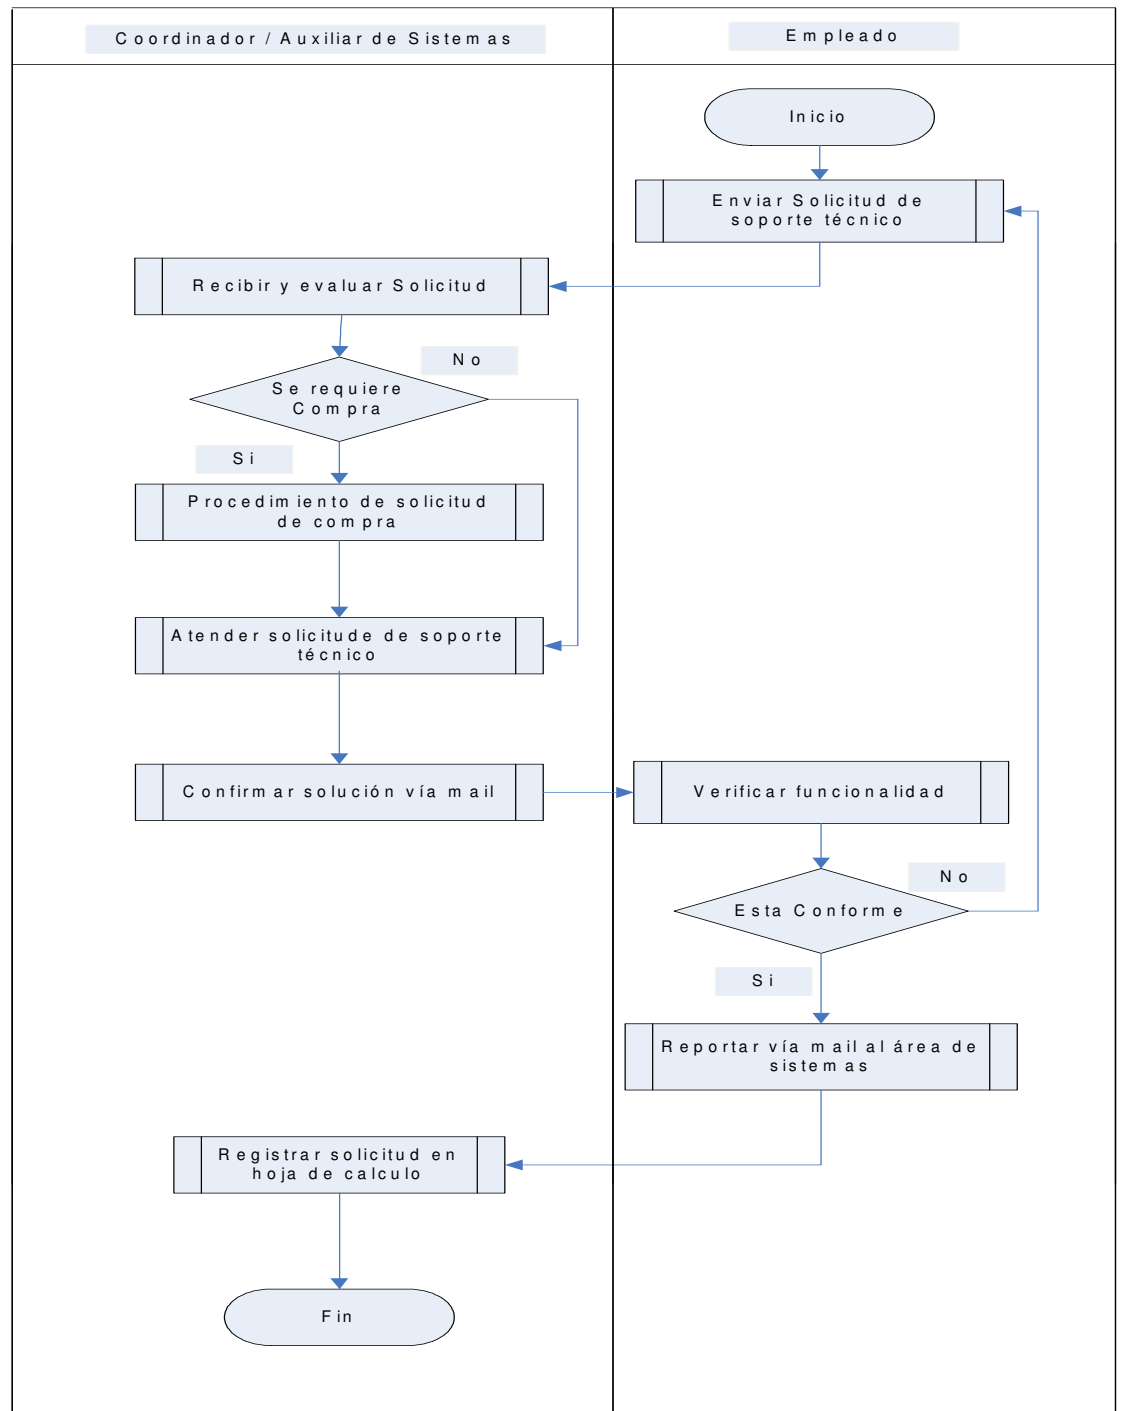 Coordinador / Auxiliar de Sistemas
Empleado
Inicio
Enviar Solicitud de
soporte técnico
Recibir y evaluar Solicitud
No
Se requiere
Compra
Si
Procedimiento de solicitud
de compra
Atender solicitude de soporte
técnico
Confirmar solución vía mail
Verificar funcionalidad
No
Esta Conforme
Si
Reportar vía mail al área de
sistemas
Registrar solicitud en
hoja de calculo
Fin